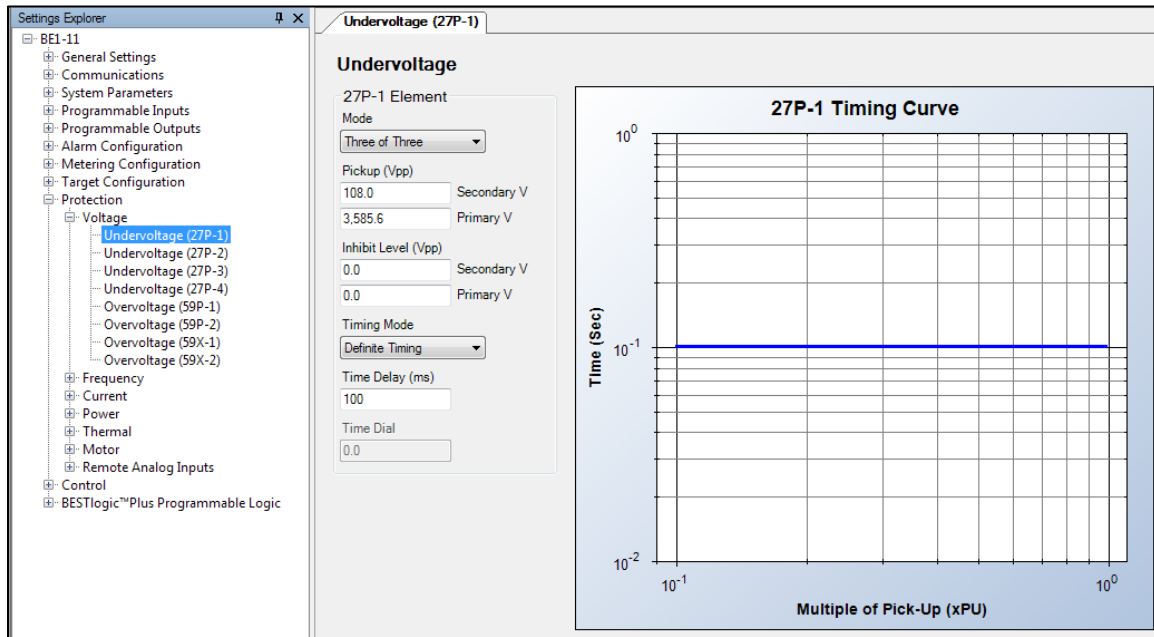 Settings Explorer
BE1-11
General Settings
Communications
System Parameters
Programmable Inputs
Programmable Outputs
Alarm Configuration
Metering Configuration
Target Configuration
Protection
Voltage
Undervoltage (27P-1)
Undervoltage (27P-2)
Undervoltage (27P-3)
Undervoltage (27P-4)
Overvoltage (59P-1)
Overvoltage (59P-2)
Overvoltage (59X-1)
Overvoltage (59X-2)
Frequency
Current
Power
Thermal
Motor
Remote Analog Inputs
Control
BESTlogic™Plus Programmable Logic
Undervoltage (27P-1)
Undervoltage
27P-1 Element
Mode
Three of Three
Pickup (Vpp)
108.0 Secondary V
3,585.6 Primary V
Inhibit Level (Vpp)
0.0 Secondary V
0.0 Primary V
Timing Mode
Definite Timing
Time Delay (ms)
100
Time Dial
0.0
27P-1 Timing Curve
10^0
Time (Sec)
10^-1
10^-2
10^-1 10^0
Multiple of Pick-Up (xPU)